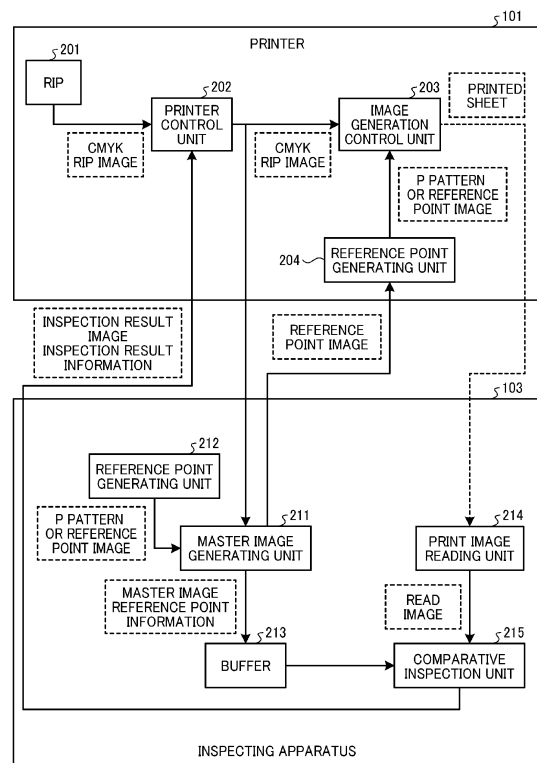 101
PRINTER
201
RIP
202
PRINTER
CONTROL
UNIT
203
IMAGE
GENERATION
CONTROL UNIT
PRINTED
SHEET
CMYK
RIP IMAGE
CMYK
RIP IMAGE
P PATTERN
OR REFERENCE
POINT IMAGE
204
REFERENCE POINT
GENERATING UNIT
INSPECTION RESULT
IMAGE
INSPECTION RESULT
INFORMATION
REFERENCE
POINT IMAGE
103
212
REFERENCE POINT
GENERATING UNIT
P PATTERN
OR REFERENCE
POINT IMAGE
211
MASTER IMAGE
GENERATING UNIT
214
PRINT IMAGE
READING UNIT
MASTER IMAGE
REFERENCE POINT
INFORMATION
READ
IMAGE
213
BUFFER
215
COMPARATIVE
INSPECTION UNIT
INSPECTING APPARATUS